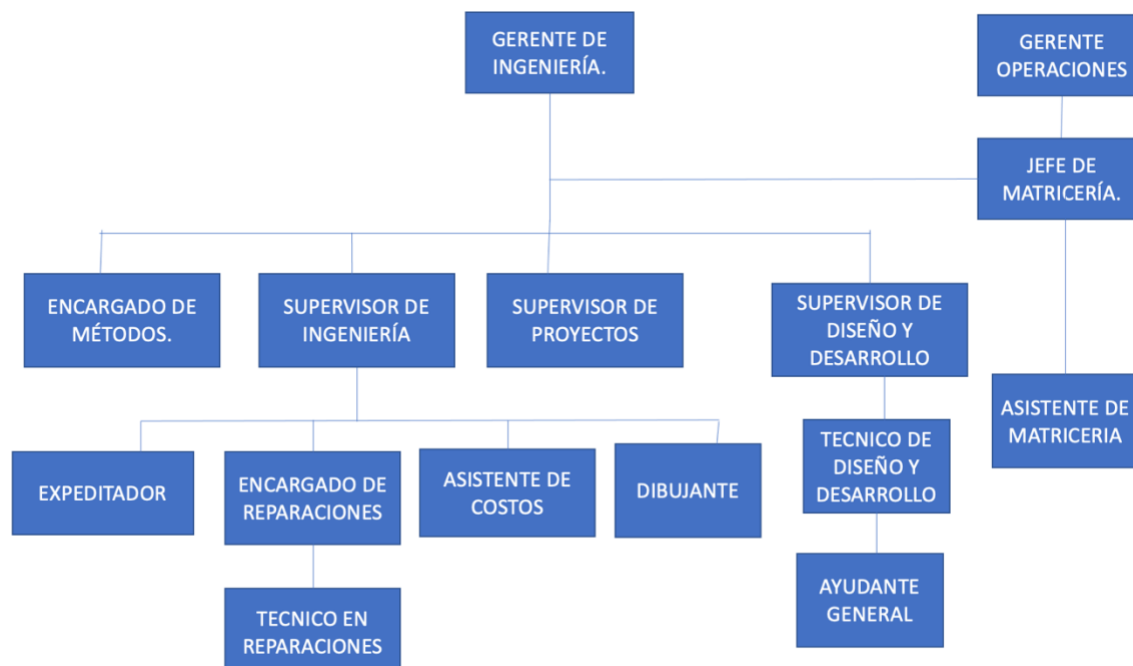 GERENTE DE
INGENIERÍA.
GERENTE
OPERACIONES
JEFE DE
MATRICERÍA.
ENCARGADO DE
MÉTODOS.
SUPERVISOR DE
INGENIERÍA
SUPERVISOR DE
PROYECTOS
SUPERVISOR DE
DISEÑO Y
DESARROLLO
ASISTENTE DE
MATRICERIA
EXPEDITADOR
ENCARGADO DE
REPARACIONES
ASISTENTE DE
COSTOS
DIBUJANTE
TECNICO DE
DISEÑO Y
DESARROLLO
TECNICO EN
REPARACIONES
AYUDANTE
GENERAL